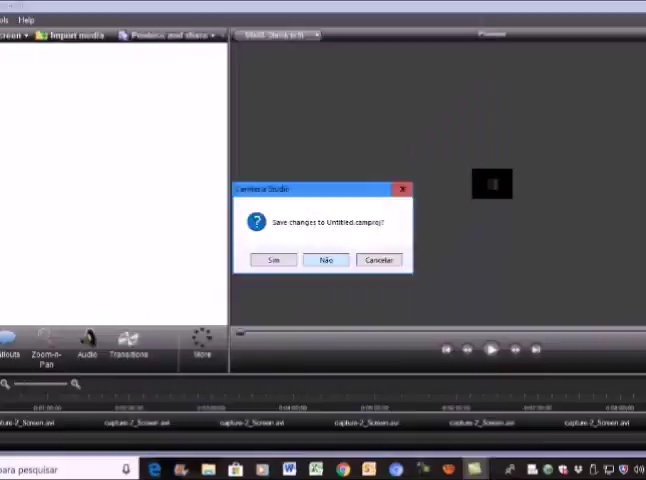 ols Help
creen Import media Produce and share
Camtasia Studio
Save changes to Untitled.camproj?
Sim Não Cancelar
allouts Zoom-n-Pan Audio Transitions More
apture-2_Screen.avi capture-2_Screen.avi capture-2_Screen.avi capture-2_Screen.avi capture-2_Screen.avi capture-2_Screen.avi
para pesquisar